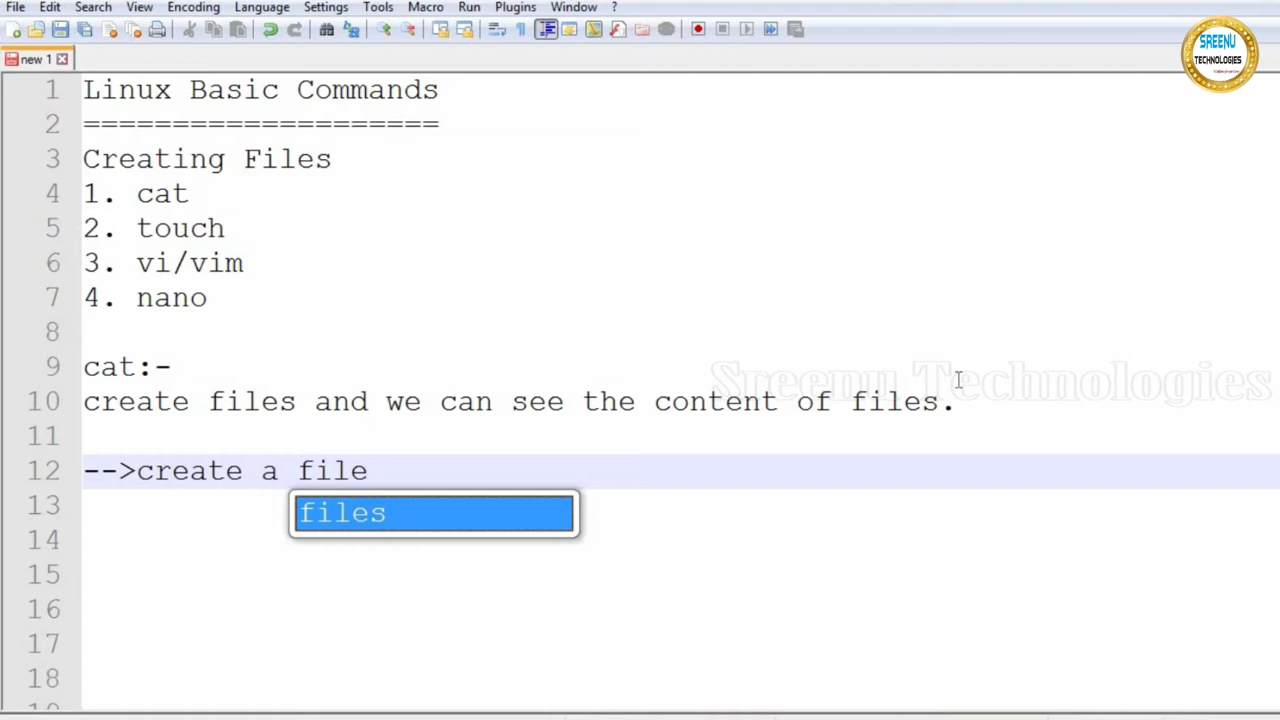 File Edit Search View Encoding Language Settings Tools Macro Run Plugins Window ?
new 1
SREENU
TECHNOLOGIES
1 Linux Basic Commands
2 ====================
3 Creating Files
4 1. cat
5 2. touch
6 3. vi/vim
7 4. nano
8
9 cat:-
Sreenu Technologies
10 create files and we can see the content of files.
11
12 -->create a file
13
files
14
15
16
17
18